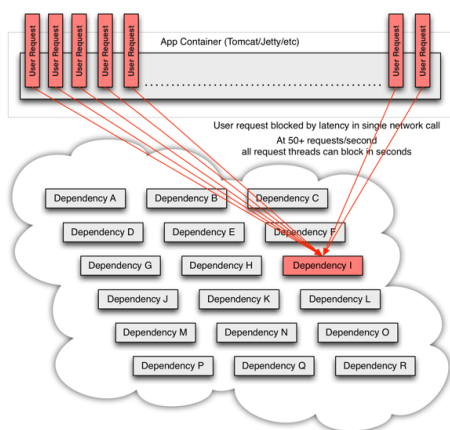 User Request
User Request
User Request
User Request
User Request
User Request
User Request
App Container (Tomcat/Jetty/etc)
User request blocked by latency in single network call
At 50+ requests/second
all request threads can block in seconds
Dependency A
Dependency B
Dependency C
Dependency D
Dependency E
Dependency F
Dependency G
Dependency H
Dependency I
Dependency J
Dependency K
Dependency L
Dependency M
Dependency N
Dependency O
Dependency P
Dependency Q
Dependency R